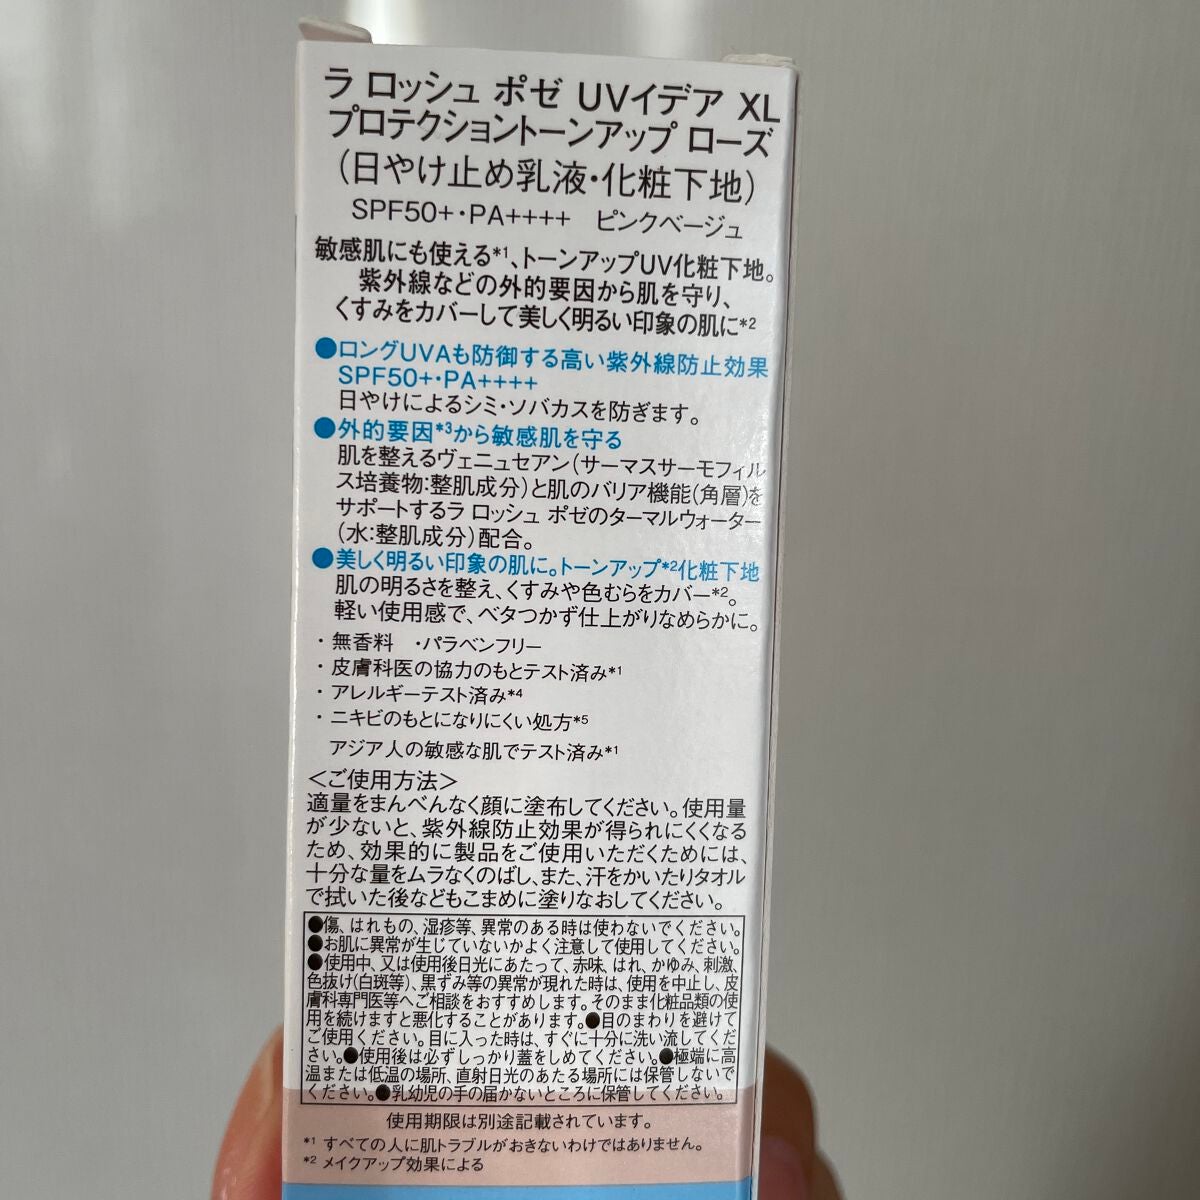 ラ ロッシュ ポゼ UVイデア XL
プロテクショントーンアップ ローズ
(日やけ止め乳液・化粧下地)
SPF50+・PA++++ ピンクベージュ
敏感肌にも使える*1、トーンアップUV化粧下地。
紫外線などの外的要因から肌を守り、
くすみをカバーして美しく明るい印象の肌に*2
●ロングUVAも防御する高い紫外線防止効果
SPF50+・PA++++
日やけによるシミ・ソバカスを防ぎます。
●外的要因*3から敏感肌を守る
肌を整えるヴェニュセアン(サーマスサーモフィル
ス培養物:整肌成分)と肌のバリア機能(角層)を
サポートするラ ロッシュ ポゼのターマルウォーター
(水:整肌成分)配合。
●美しく明るい印象の肌に。トーンアップ*2化粧下地
肌の明るさを整え、くすみや色むらをカバー*2。
軽い使用感で、ベタつかず仕上がりなめらかに。
・無香料 ・パラベンフリー
・皮膚科医の協力のもとテスト済み*1
・アレルギーテスト済み*4
・ニキビのもとになりにくい処方*5
アジア人の敏感な肌でテスト済み*1
<ご使用方法>
適量をまんべんなく顔に塗布してください。使用量
が少ないと、紫外線防止効果が得られにくくなる
ため、効果的に製品をご使用いただくためには、
十分な量をムラなくのばし、また、汗をかいたりタオル
で拭いた後などもこまめに塗りなおしてください。
●傷、はれもの、湿疹等、異常のある時は使わないでください。
●お肌に異常が生じていないかよく注意して使用してください。
●使用中、又は使用後日光にあたって、赤味、はれ、かゆみ、刺激、
色抜け(白斑等)、黒ずみ等の異常が現れた時は、使用を中止し、皮
膚科専門医等へご相談をおすすめします。そのまま化粧品類の使
用を続けますと悪化することがあります。●目のまわりを避けて
ご使用ください。目に入った時は、すぐに十分に洗い流してくだ
さい。●使用後は必ずしっかり蓋をしめてください。●極端に高
温または低温の場所、直射日光のあたる場所には保管しないで
ください。●乳幼児の手の届かないところに保管してください。
使用期限は別途記載されています。
*1 すべての人に肌トラブルがおきないわけではありません。
*2 メイクアップ効果による